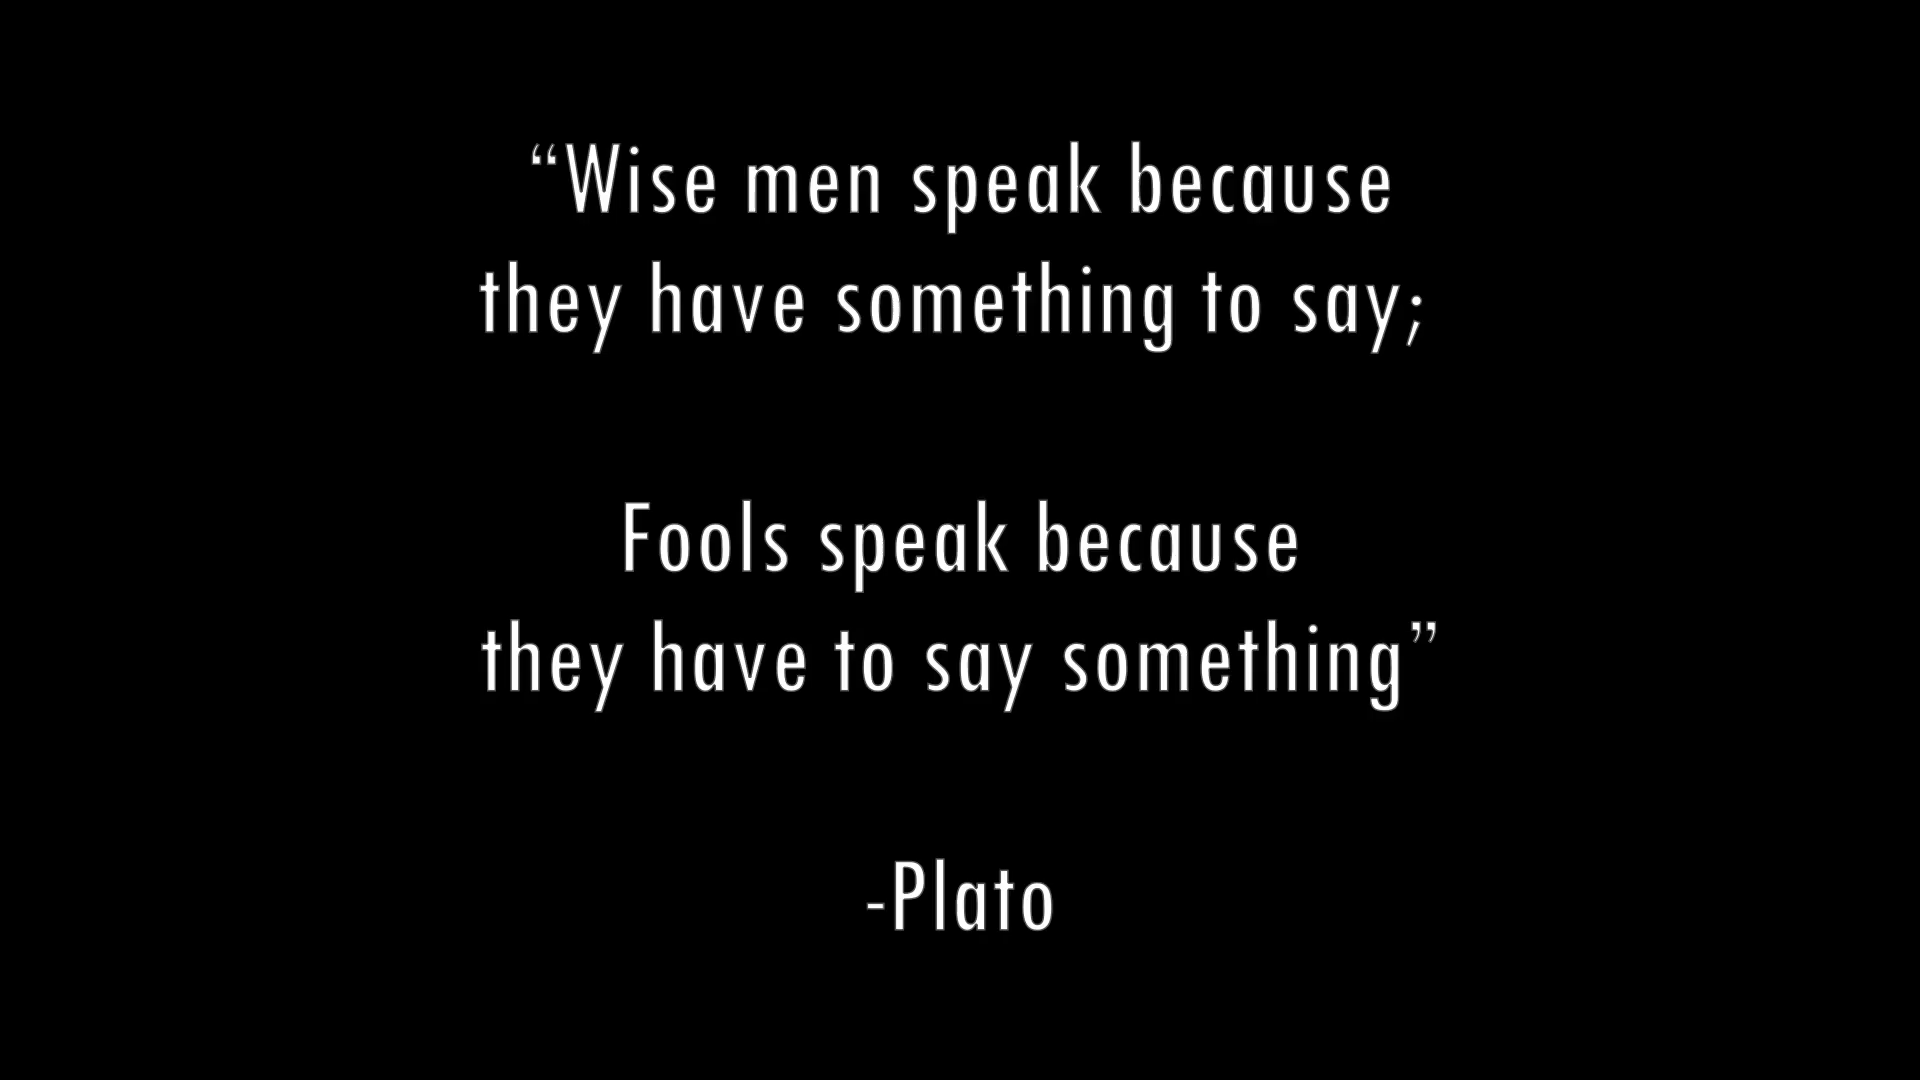 “Wise men speak because
they have something to say;
Fools speak because
they have to say something”
-Plato